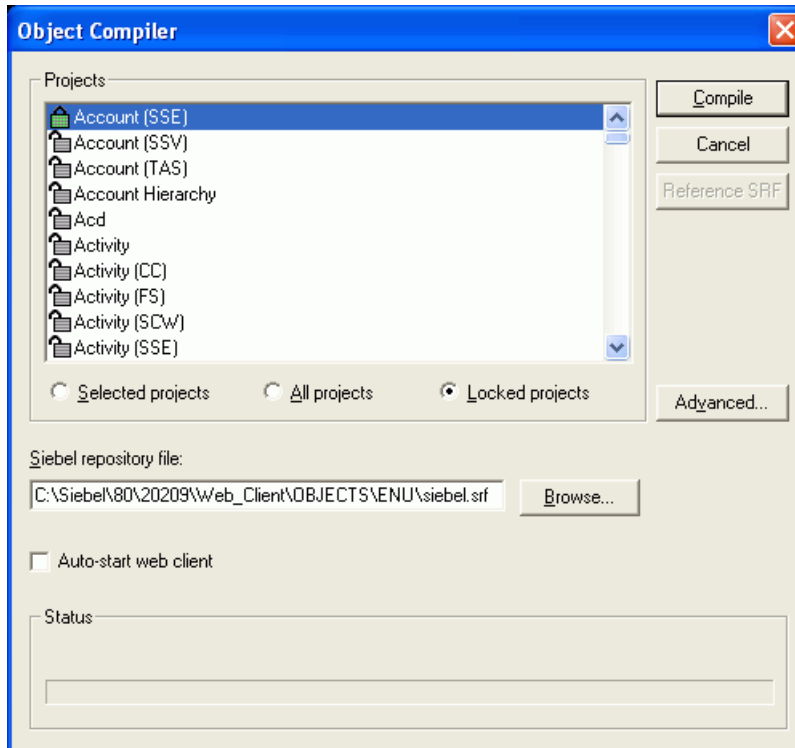 Object Compiler
Projects
Account (SSE)
Account (SSV)
Account (TAS)
Account Hierarchy
Acd
Activity
Activity (CC)
Activity (FS)
Activity (SCW)
Activity (SSE)
Selected projects All projects Locked projects
Compile
Cancel
Reference SRF
Advanced...
Siebel repository file:
C:\Siebel\80\20209\Web_Client\OBJECTS\ENU\siebel.srf Browse...
Auto-start web client
Status